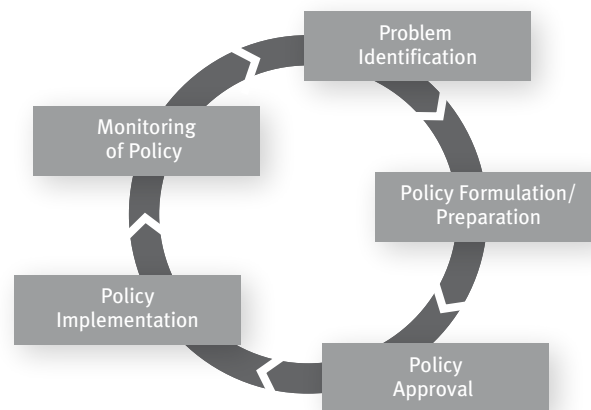 Problem
Identification
Policy Formulation/
Preparation
Policy
Approval
Policy
Implementation
Monitoring
of Policy